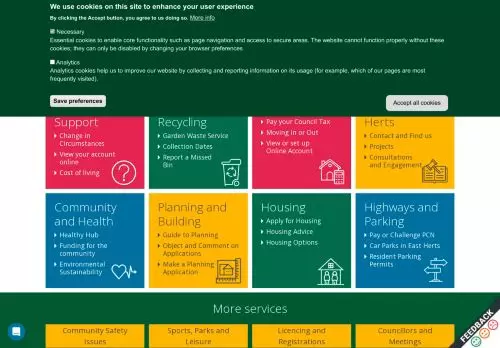 We use cookies on this site to enhance your user experience
By clicking the Accept button, you agree to us doing so. More info
Necessary
Essential cookies to enable core functionality such as page navigation and access to secure areas. The website cannot function properly without these
cookies; they can only be disabled by changing your browser preferences.
Analytics
Analytics cookies help us to improve our website by collecting and reporting information on its usage (for example, which of our pages are most
frequently visited).
Save preferences
Accept all cookies
Support
Change in
Circumstances
View your account
online
Cost of living
Recycling
Garden Waste Service
Collection Dates
Report a Missed
Bin
Pay your Council Tax
Moving In or Out
View or set up
Online Account
Herts
Contact and Find us
Projects
Consultations
and Engagement
Community
and Health
Healthy Hub
Funding for the
community
Environmental
Sustainability
Planning and
Building
Guide to Planning
Object and Comment on
Applications
Make a Planning
Application
Housing
Apply for Housing
Housing Advice
Housing Options
Highways and
Parking
Pay or Challenge PCN
Car Parks in East Herts
Resident Parking
Permits
More services
Community Safety
Issues
Sports, Parks and
Leisure
Licencing and
Registrations
Councillors and
Meetings
FEEDBACK